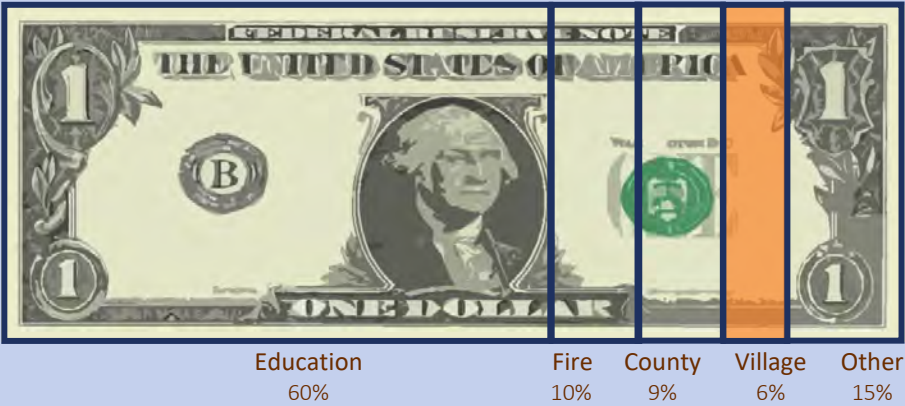 FEDERAL RESERVE NOTE
THE UNITED STATES OF AMERICA
1
1
B
1
1
ONE DOLLAR
Education
60%
Fire
10%
County
9%
Village
6%
Other
15%